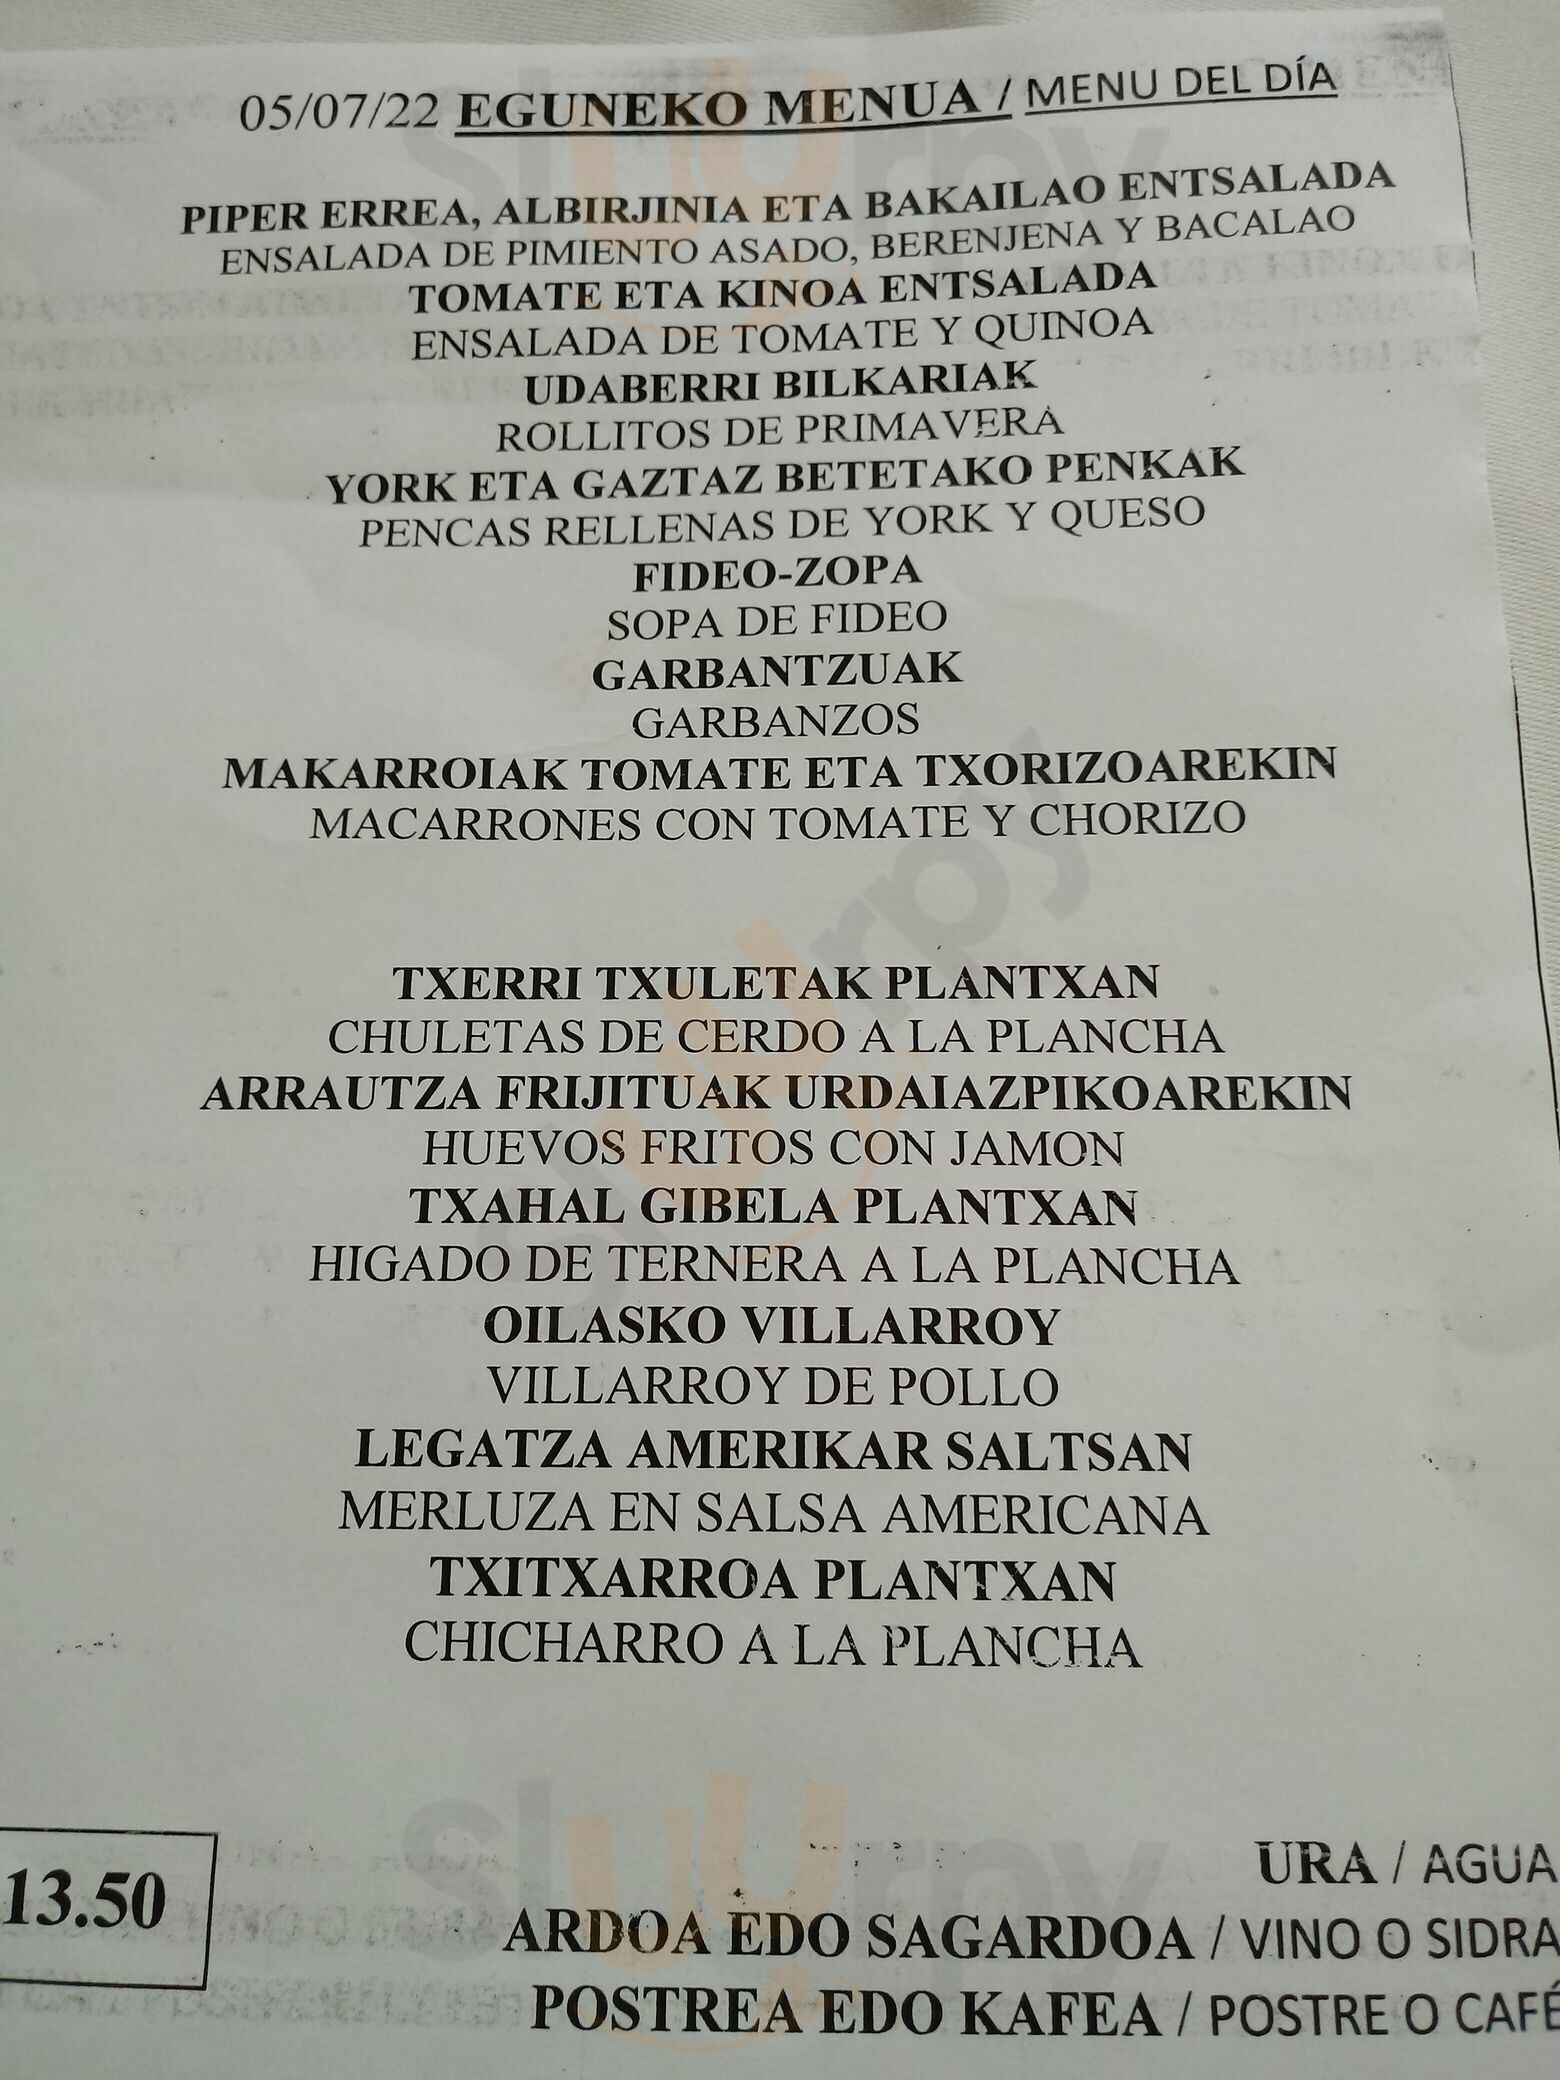 05/07/22 EGUNEKO MENUA / MENU DEL DÍA
PIPER ERREA, ALBIRJINIA ETA BAKAILAO ENTSALADA
ENSALADA DE PIMIENTO ASADO, BERENJENA Y BACALAO
TOMATE ETA KINOA ENTSALADA
ENSALADA DE TOMATE Y QUINOA
UDABERRI BILKARIAK
ROLLITOS DE PRIMAVERA
YORK ETA GAZTAZ BETETAKO PENKAK
PENCAS RELLENAS DE YORK Y QUESO
FIDEO-ZOPA
SOPA DE FIDEO
GARBANTZUAK
GARBANZOS
MAKARROIAK TOMATE ETA TXORIZOAREKIN
MACARRONES CON TOMATE Y CHORIZO
TXERRI TXULETAK PLANTXAN
CHULETAS DE CERDO A LA PLANCHA
ARRAUTZA FRIJITUAK URDAIAZPIKOAREKIN
HUEVOS FRITOS CON JAMON
TXAHAL GIBELA PLANTXAN
HIGADO DE TERNERA A LA PLANCHA
OILASKO VILLARROY
VILLARROY DE POLLO
LEGATZA AMERIKAR SALTSAN
MERLUZA EN SALSA AMERICANA
TXITXARROA PLANTXAN
CHICHARRO A LA PLANCHA
13.50
URA / AGUA
ARDOA EDO SAGARDOA / VINO O SIDRA
POSTREA EDO KAFEA / POSTRE O CAFÉ
sluurpy
sluurpy
sluurpy